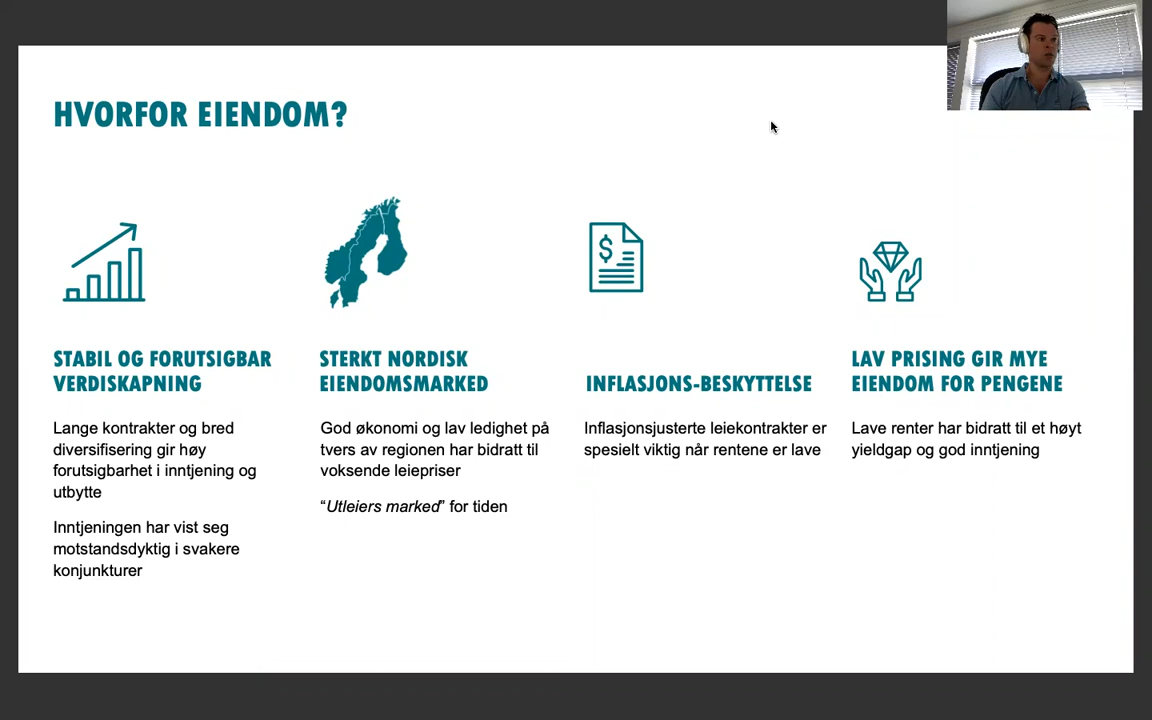 HVORFOR EIENDOM?
$
STABIL OG FORUTSIGBAR
VERDISKAPNING
Lange kontrakter og bred
diversifisering gir høy
forutsigbarhet i inntjening og
utbytte
Inntjeningen har vist seg
motstandsdyktig i svakere
konjunkturer
STERKT NORDISK
EIENDOMSMARKED
God økonomi og lav ledighet på
tvers av regionen har bidratt til
voksende leiepriser
“Utleiers marked” for tiden
INFLASJONS-BESKYTTELSE
Inflasjonsjusterte leiekontrakter er
spesielt viktig når rentene er lave
LAV PRISING GIR MYE
EIENDOM FOR PENGENE
Lave renter har bidratt til et høyt
yieldgap og god inntjening